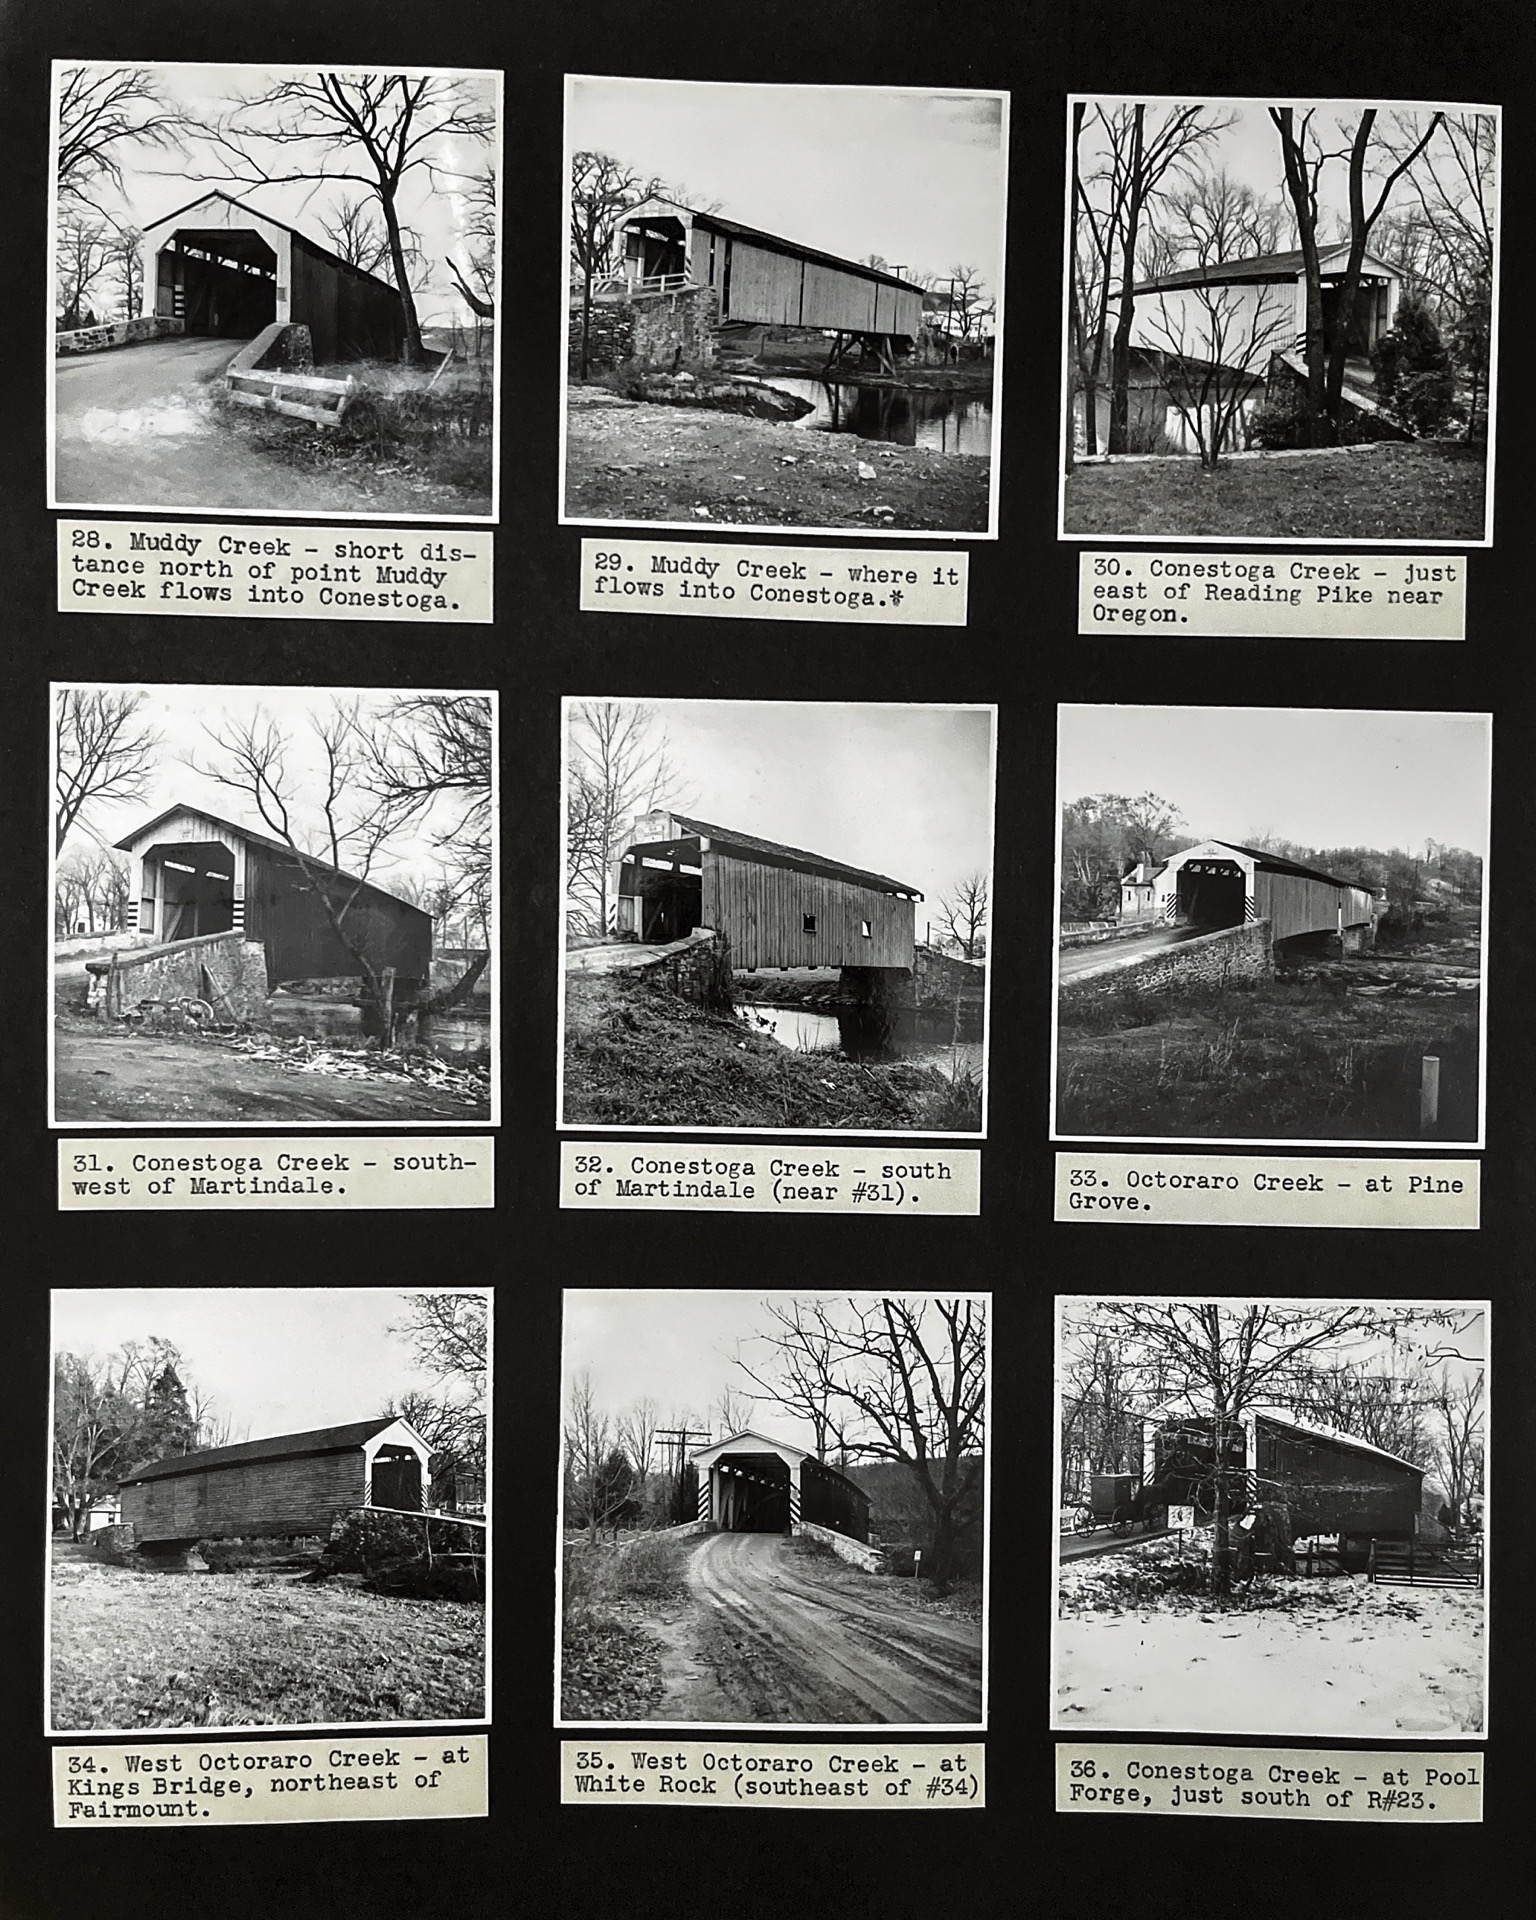 28. Muddy Creek - short dis-
tance north of point Muddy
Creek flows into Conestoga.
29. Muddy Creek - where it
flows into Conestoga.*
30. Conestoga Creek - just
east of Reading Pike near
Oregon.
31. Conestoga Creek - south-
west of Martindale.
32. Conestoga Creek - south
of Martindale (near #31).
33. Octoraro Creek - at Pine
Grove.
34. West Octoraro Creek - at
Kings Bridge, northeast of
Fairmount.
35. West Octoraro Creek - at
White Rock (southeast of #34)
36. Conestoga Creek - at Pool
Forge, just south of R#23.